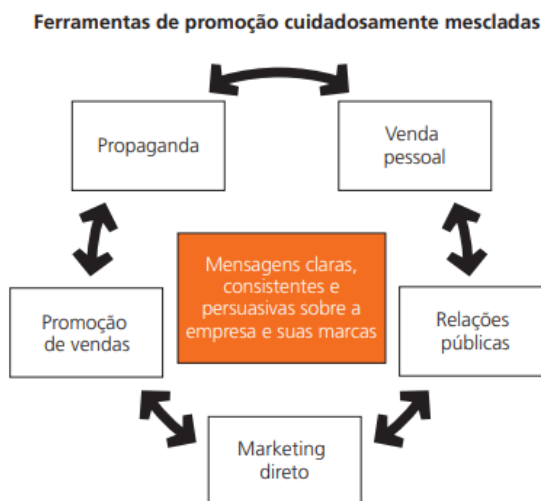 Ferramentas de promoção cuidadosamente mescladas
Propaganda
Venda
pessoal
Mensagens claras,
consistentes e
persuasivas sobre a
empresa e suas marcas
Promoção
de vendas
Relações
públicas
Marketing
direto